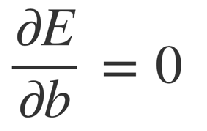 ∂E/∂b = 0